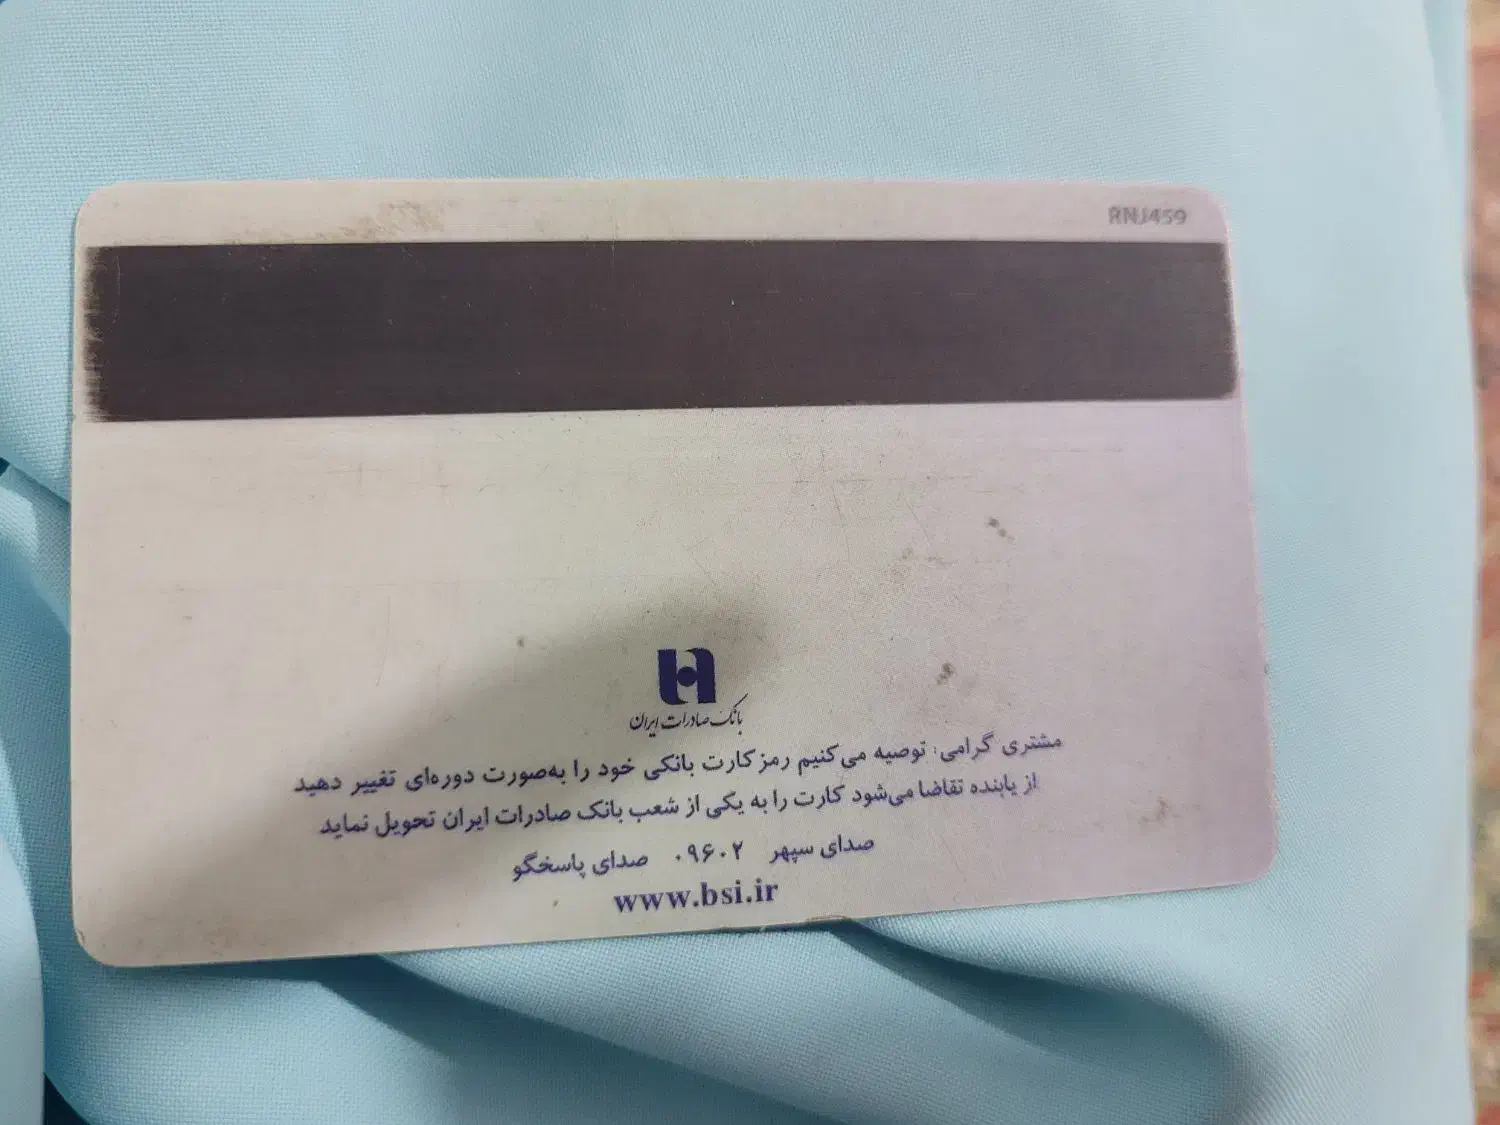 RNJ459
بانک صادرات ایران
مشتری گرامی: توصیه می‌کنیم رمز کارت بانکی خود را به‌صورت دوره‌ای تغییر دهید
از یابنده تقاضا می‌شود کارت را به یکی از شعب بانک صادرات ایران تحویل نماید
صدای سپهر ۰۹۶۰۲ صدای پاسخگو
www.bsi.ir